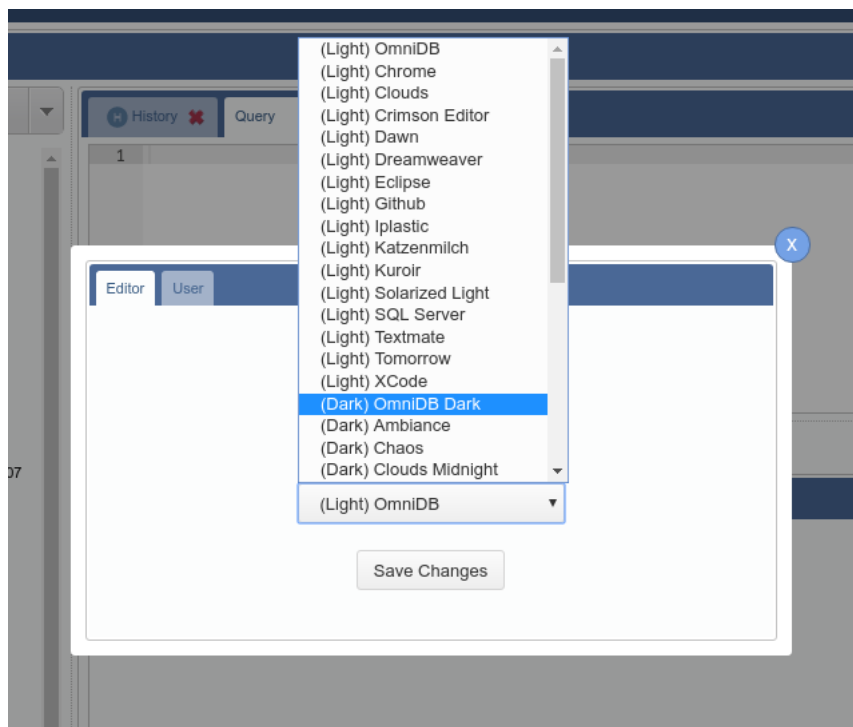 (Light) OmniDB
(Light) Chrome
(Light) Clouds
(Light) Crimson Editor
(Light) Dawn
(Light) Dreamweaver
(Light) Eclipse
(Light) Github
(Light) Iplastic
(Light) Katzenmilch
(Light) Kuroir
(Light) Solarized Light
(Light) SQL Server
(Light) Textmate
(Light) Tomorrow
(Light) XCode
(Dark) OmniDB Dark
(Dark) Ambiance
(Dark) Chaos
(Dark) Clouds Midnight
(Light) OmniDB
Save Changes
H History Query
1
X
Editor User
07